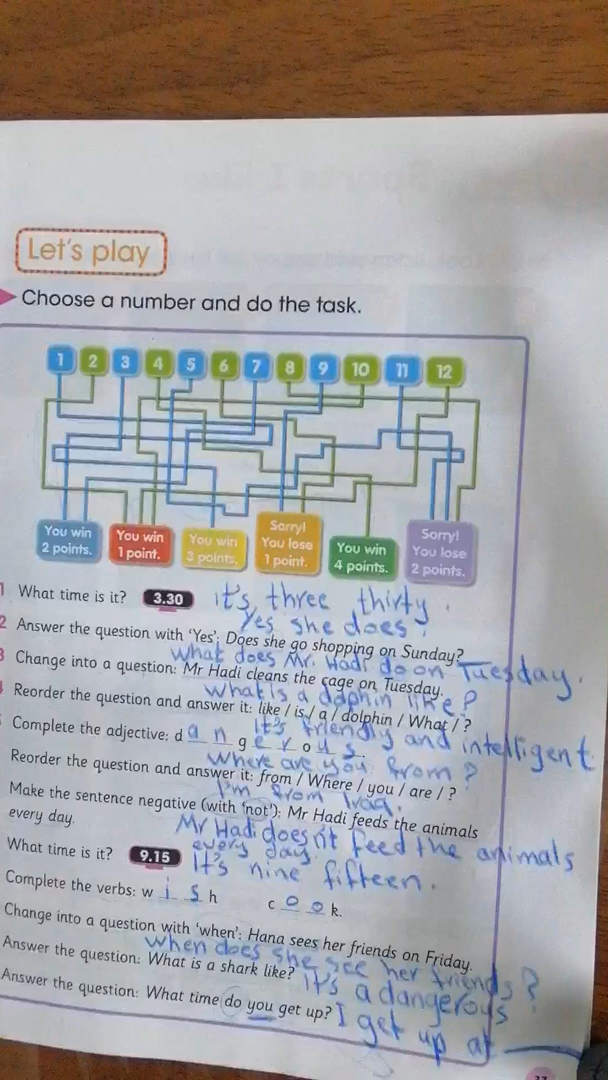 Let's play
Choose a number and do the task.
1 2 3 4 5 6 7 8 9 10 11 12
You win 2 points.
You win 1 point.
You win 3 points.
Sorry! You lose 1 point.
You win 4 points.
Sorry! You lose 2 points.
1 What time is it? 3.30 it's three thirty.
Yes she does.
2 Answer the question with 'Yes': Does she go shopping on Sunday?
What does Mr. Hadi do on Tuesday.
3 Change into a question: Mr Hadi cleans the cage on Tuesday.
What is a dophin like?
Reorder the question and answer it: like / is / a / dolphin / What / ?
It's friendly and intelligent
Complete the adjective: d a n g e r o u s.
Where are you from?
Reorder the question and answer it: from / Where / you / are / ?
I'm from Iraq.
Make the sentence negative (with 'not'): Mr Hadi feeds the animals
every day.
Mr Hadi does n't feed the animals
every day.
What time is it? 9.15 It's nine fifteen.
Complete the verbs: w i s h c o o k.
Change into a question with 'when': Hana sees her friends on Friday.
When does she see her friends?
Answer the question: What is a shark like? It's a dangerous
Answer the question: What time do you get up? I get up at